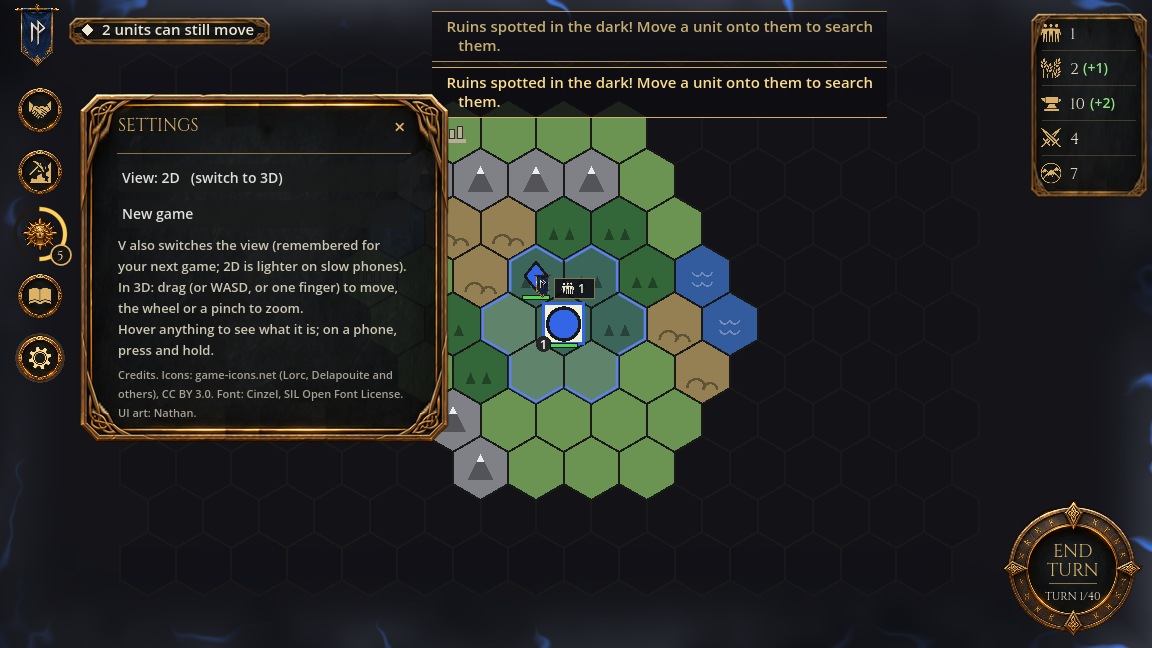 2 units can still move
Ruins spotted in the dark! Move a unit onto them to search
them.
Ruins spotted in the dark! Move a unit onto them to search
them.
1
2 (+1)
10 (+2)
4
7
5
SETTINGS
×
View: 2D (switch to 3D)
New game
V also switches the view (remembered for
your next game; 2D is lighter on slow phones).
In 3D: drag (or WASD, or one finger) to move,
the wheel or a pinch to zoom.
Hover anything to see what it is; on a phone,
press and hold.
Credits. Icons: game-icons.net (Lorc, Delapouite and
others), CC BY 3.0. Font: Cinzel, SIL Open Font License.
UI art: Nathan.
1
1
END
TURN
TURN 1/40